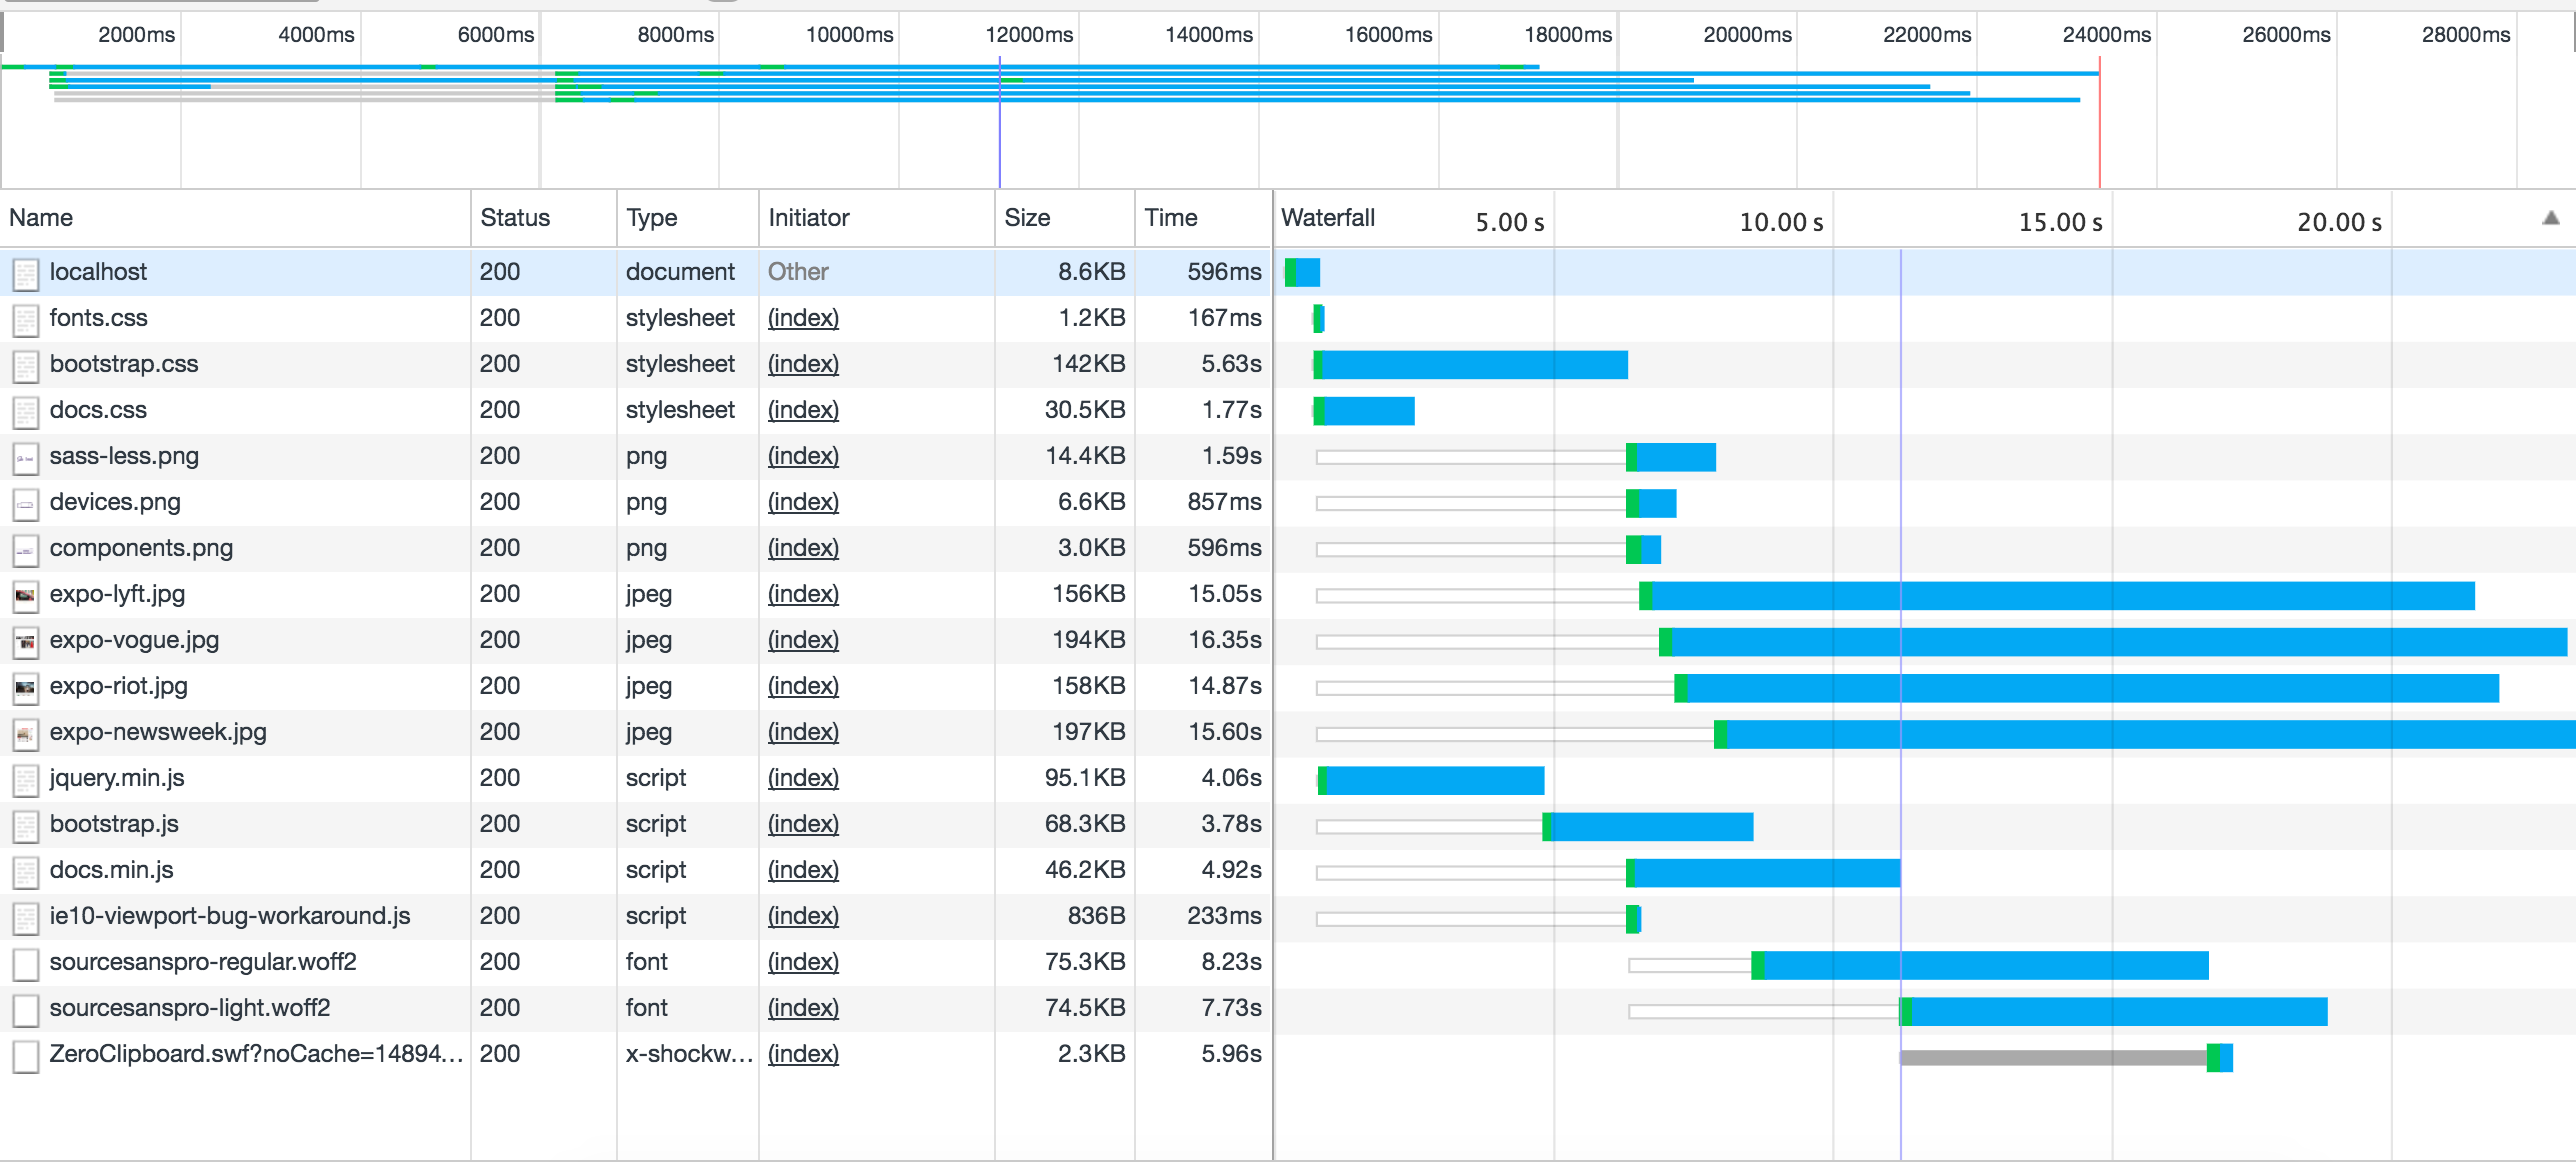 2000ms 4000ms 6000ms 8000ms 10000ms 12000ms 14000ms 16000ms 18000ms 20000ms 22000ms 24000ms 26000ms 28000ms
Name Status Type Initiator Size Time Waterfall 5.00 s 10.00 s 15.00 s 20.00 s
localhost 200 document Other 8.6KB 596ms
fonts.css 200 stylesheet (index) 1.2KB 167ms
bootstrap.css 200 stylesheet (index) 142KB 5.63s
docs.css 200 stylesheet (index) 30.5KB 1.77s
sass-less.png 200 png (index) 14.4KB 1.59s
devices.png 200 png (index) 6.6KB 857ms
components.png 200 png (index) 3.0KB 596ms
expo-lyft.jpg 200 jpeg (index) 156KB 15.05s
expo-vogue.jpg 200 jpeg (index) 194KB 16.35s
expo-riot.jpg 200 jpeg (index) 158KB 14.87s
expo-newsweek.jpg 200 jpeg (index) 197KB 15.60s
jquery.min.js 200 script (index) 95.1KB 4.06s
bootstrap.js 200 script (index) 68.3KB 3.78s
docs.min.js 200 script (index) 46.2KB 4.92s
ie10-viewport-bug-workaround.js 200 script (index) 836B 233ms
sourcesanspro-regular.woff2 200 font (index) 75.3KB 8.23s
sourcesanspro-light.woff2 200 font (index) 74.5KB 7.73s
ZeroClipboard.swf?noCache=14894... 200 x-shockw... (index) 2.3KB 5.96s